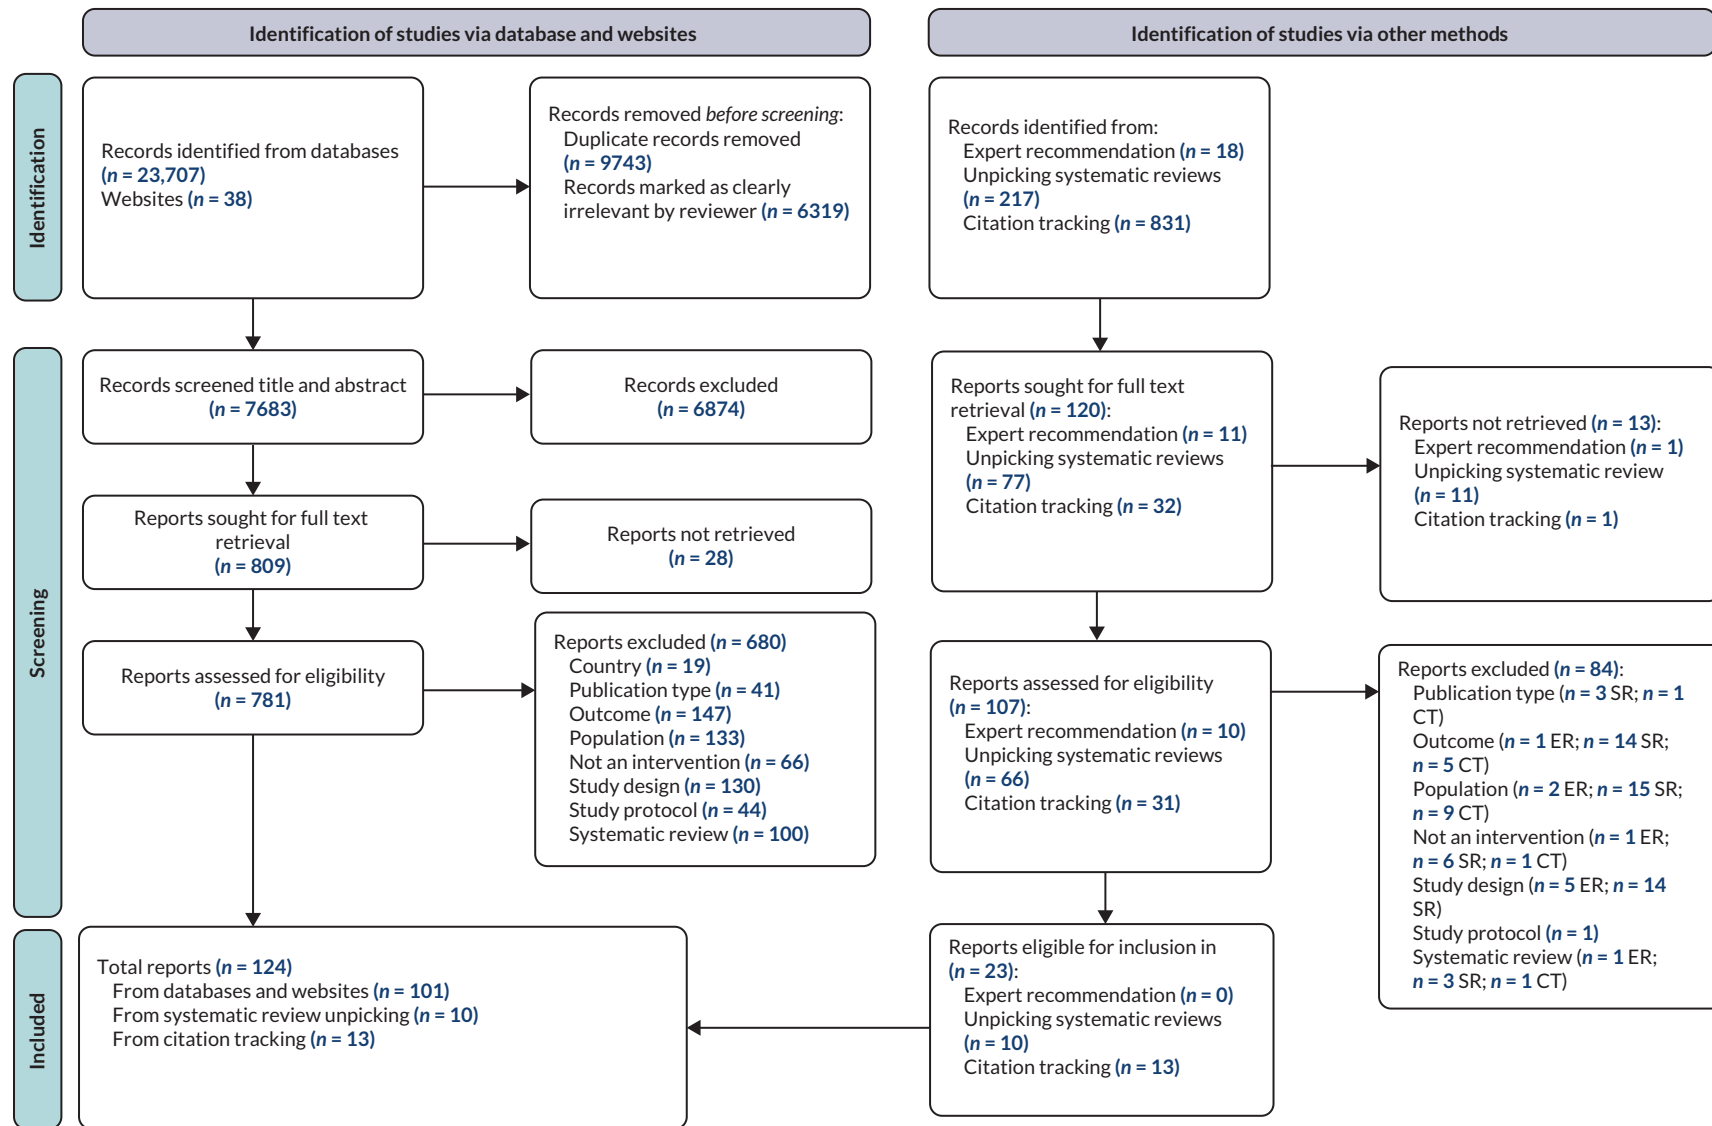 Identification of studies via database and websites
Identification of studies via other methods
Identification
Records identified from databases
(n = 23,707)
Websites (n = 38)
Records removed before screening:
Duplicate records removed
(n = 9743)
Records marked as clearly
irrelevant by reviewer (n = 6319)
Records identified from:
Expert recommendation (n = 18)
Unpicking systematic reviews
(n = 217)
Citation tracking (n = 831)
Screening
Records screened title and abstract
(n = 7683)
Records excluded
(n = 6874)
Reports sought for full text
retrieval
(n = 809)
Reports not retrieved
(n = 28)
Reports assessed for eligibility
(n = 781)
Reports excluded (n = 680)
Country (n = 19)
Publication type (n = 41)
Outcome (n = 147)
Population (n = 133)
Not an intervention (n = 66)
Study design (n = 130)
Study protocol (n = 44)
Systematic review (n = 100)
Reports sought for full text
retrieval (n = 120):
Expert recommendation (n = 11)
Unpicking systematic reviews
(n = 77)
Citation tracking (n = 32)
Reports not retrieved (n = 13):
Expert recommendation (n = 1)
Unpicking systematic review
(n = 11)
Citation tracking (n = 1)
Reports assessed for eligibility
(n = 107):
Expert recommendation (n = 10)
Unpicking systematic reviews
(n = 66)
Citation tracking (n = 31)
Reports excluded (n = 84):
Publication type (n = 3 SR; n = 1
CT)
Outcome (n = 1 ER; n = 14 SR;
n = 5 CT)
Population (n = 2 ER; n = 15 SR;
n = 9 CT)
Not an intervention (n = 1 ER;
n = 6 SR; n = 1 CT)
Study design (n = 5 ER; n = 14
SR)
Study protocol (n = 1)
Systematic review (n = 1 ER;
n = 3 SR; n = 1 CT)
Included
Total reports (n = 124)
From databases and websites (n = 101)
From systematic review unpicking (n = 10)
From citation tracking (n = 13)
Reports eligible for inclusion in
(n = 23):
Expert recommendation (n = 0)
Unpicking systematic reviews
(n = 10)
Citation tracking (n = 13)